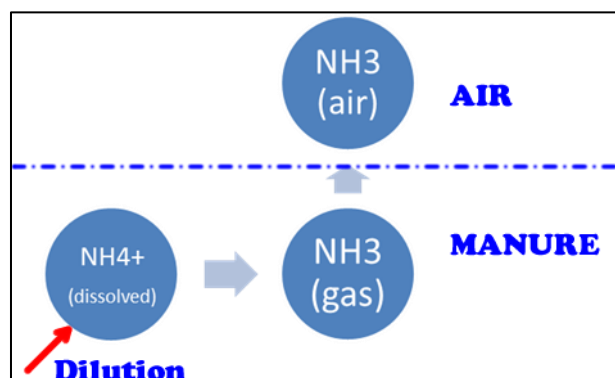 NH3
(air)
AIR
NH4+
(dissolved)
NH3
(gas)
MANURE
Dilution